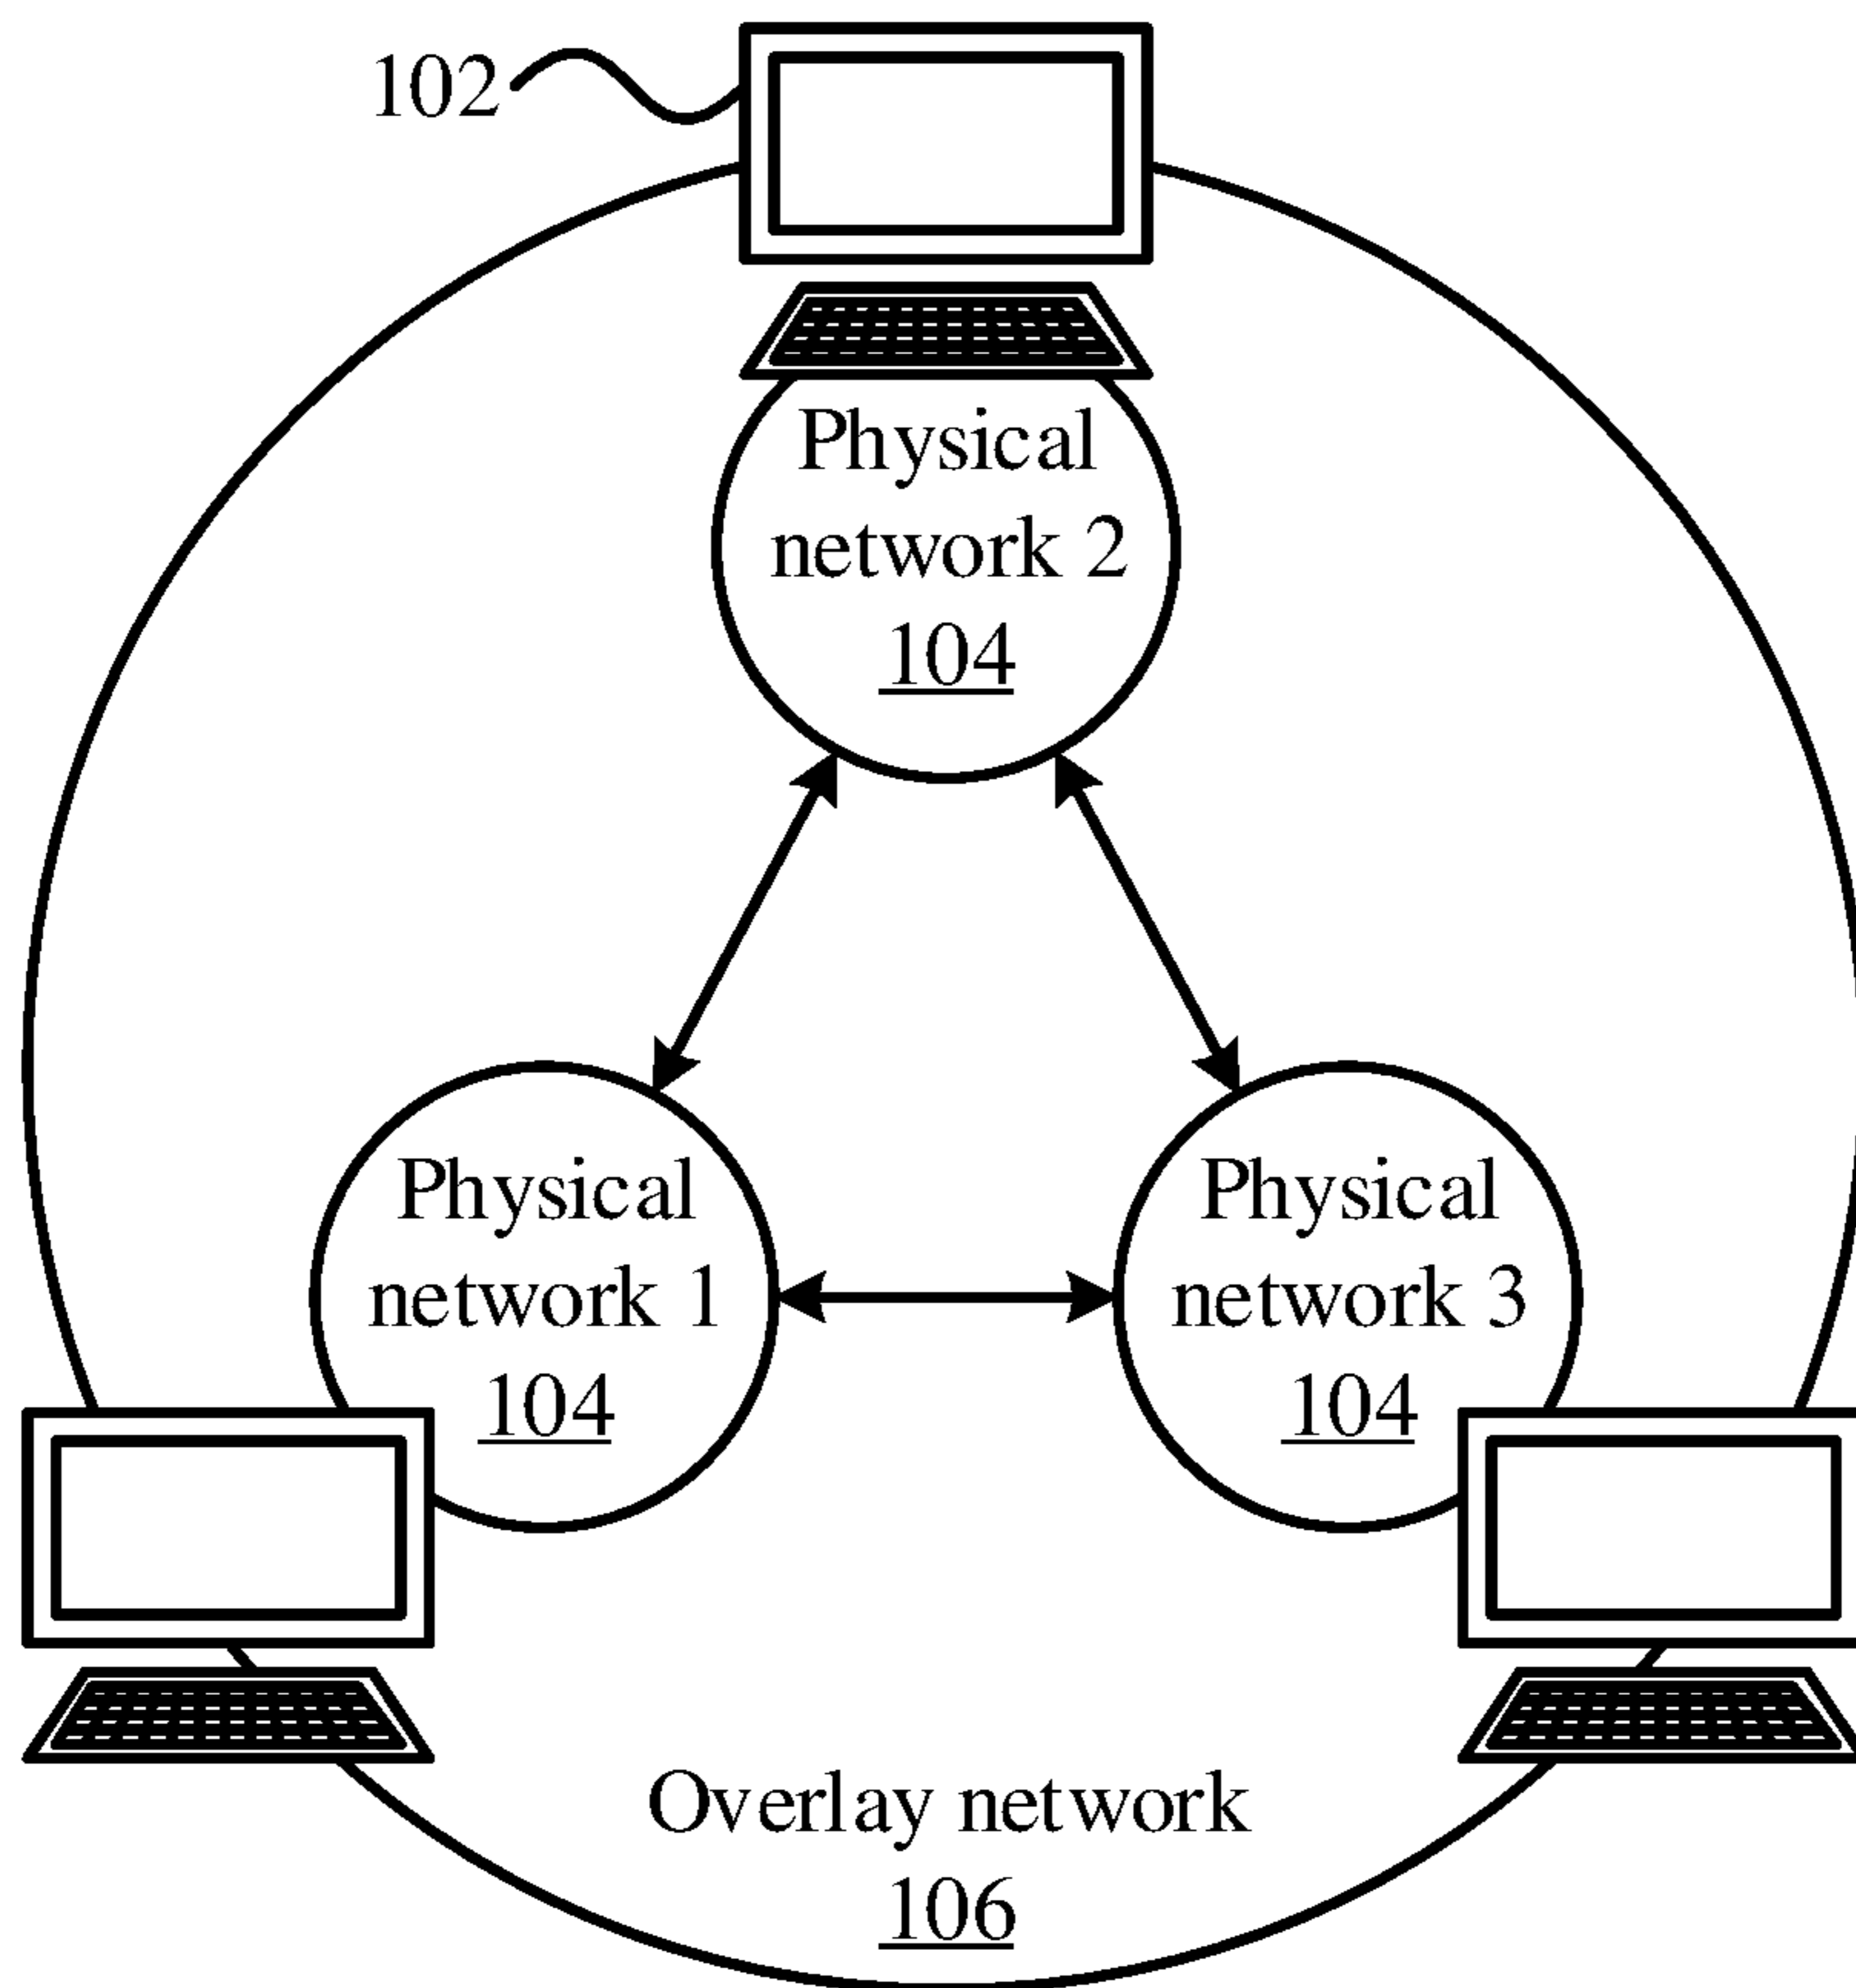 102
Physical
network 2
104
Physical
network 1
104
Physical
network 3
104
Overlay network
106